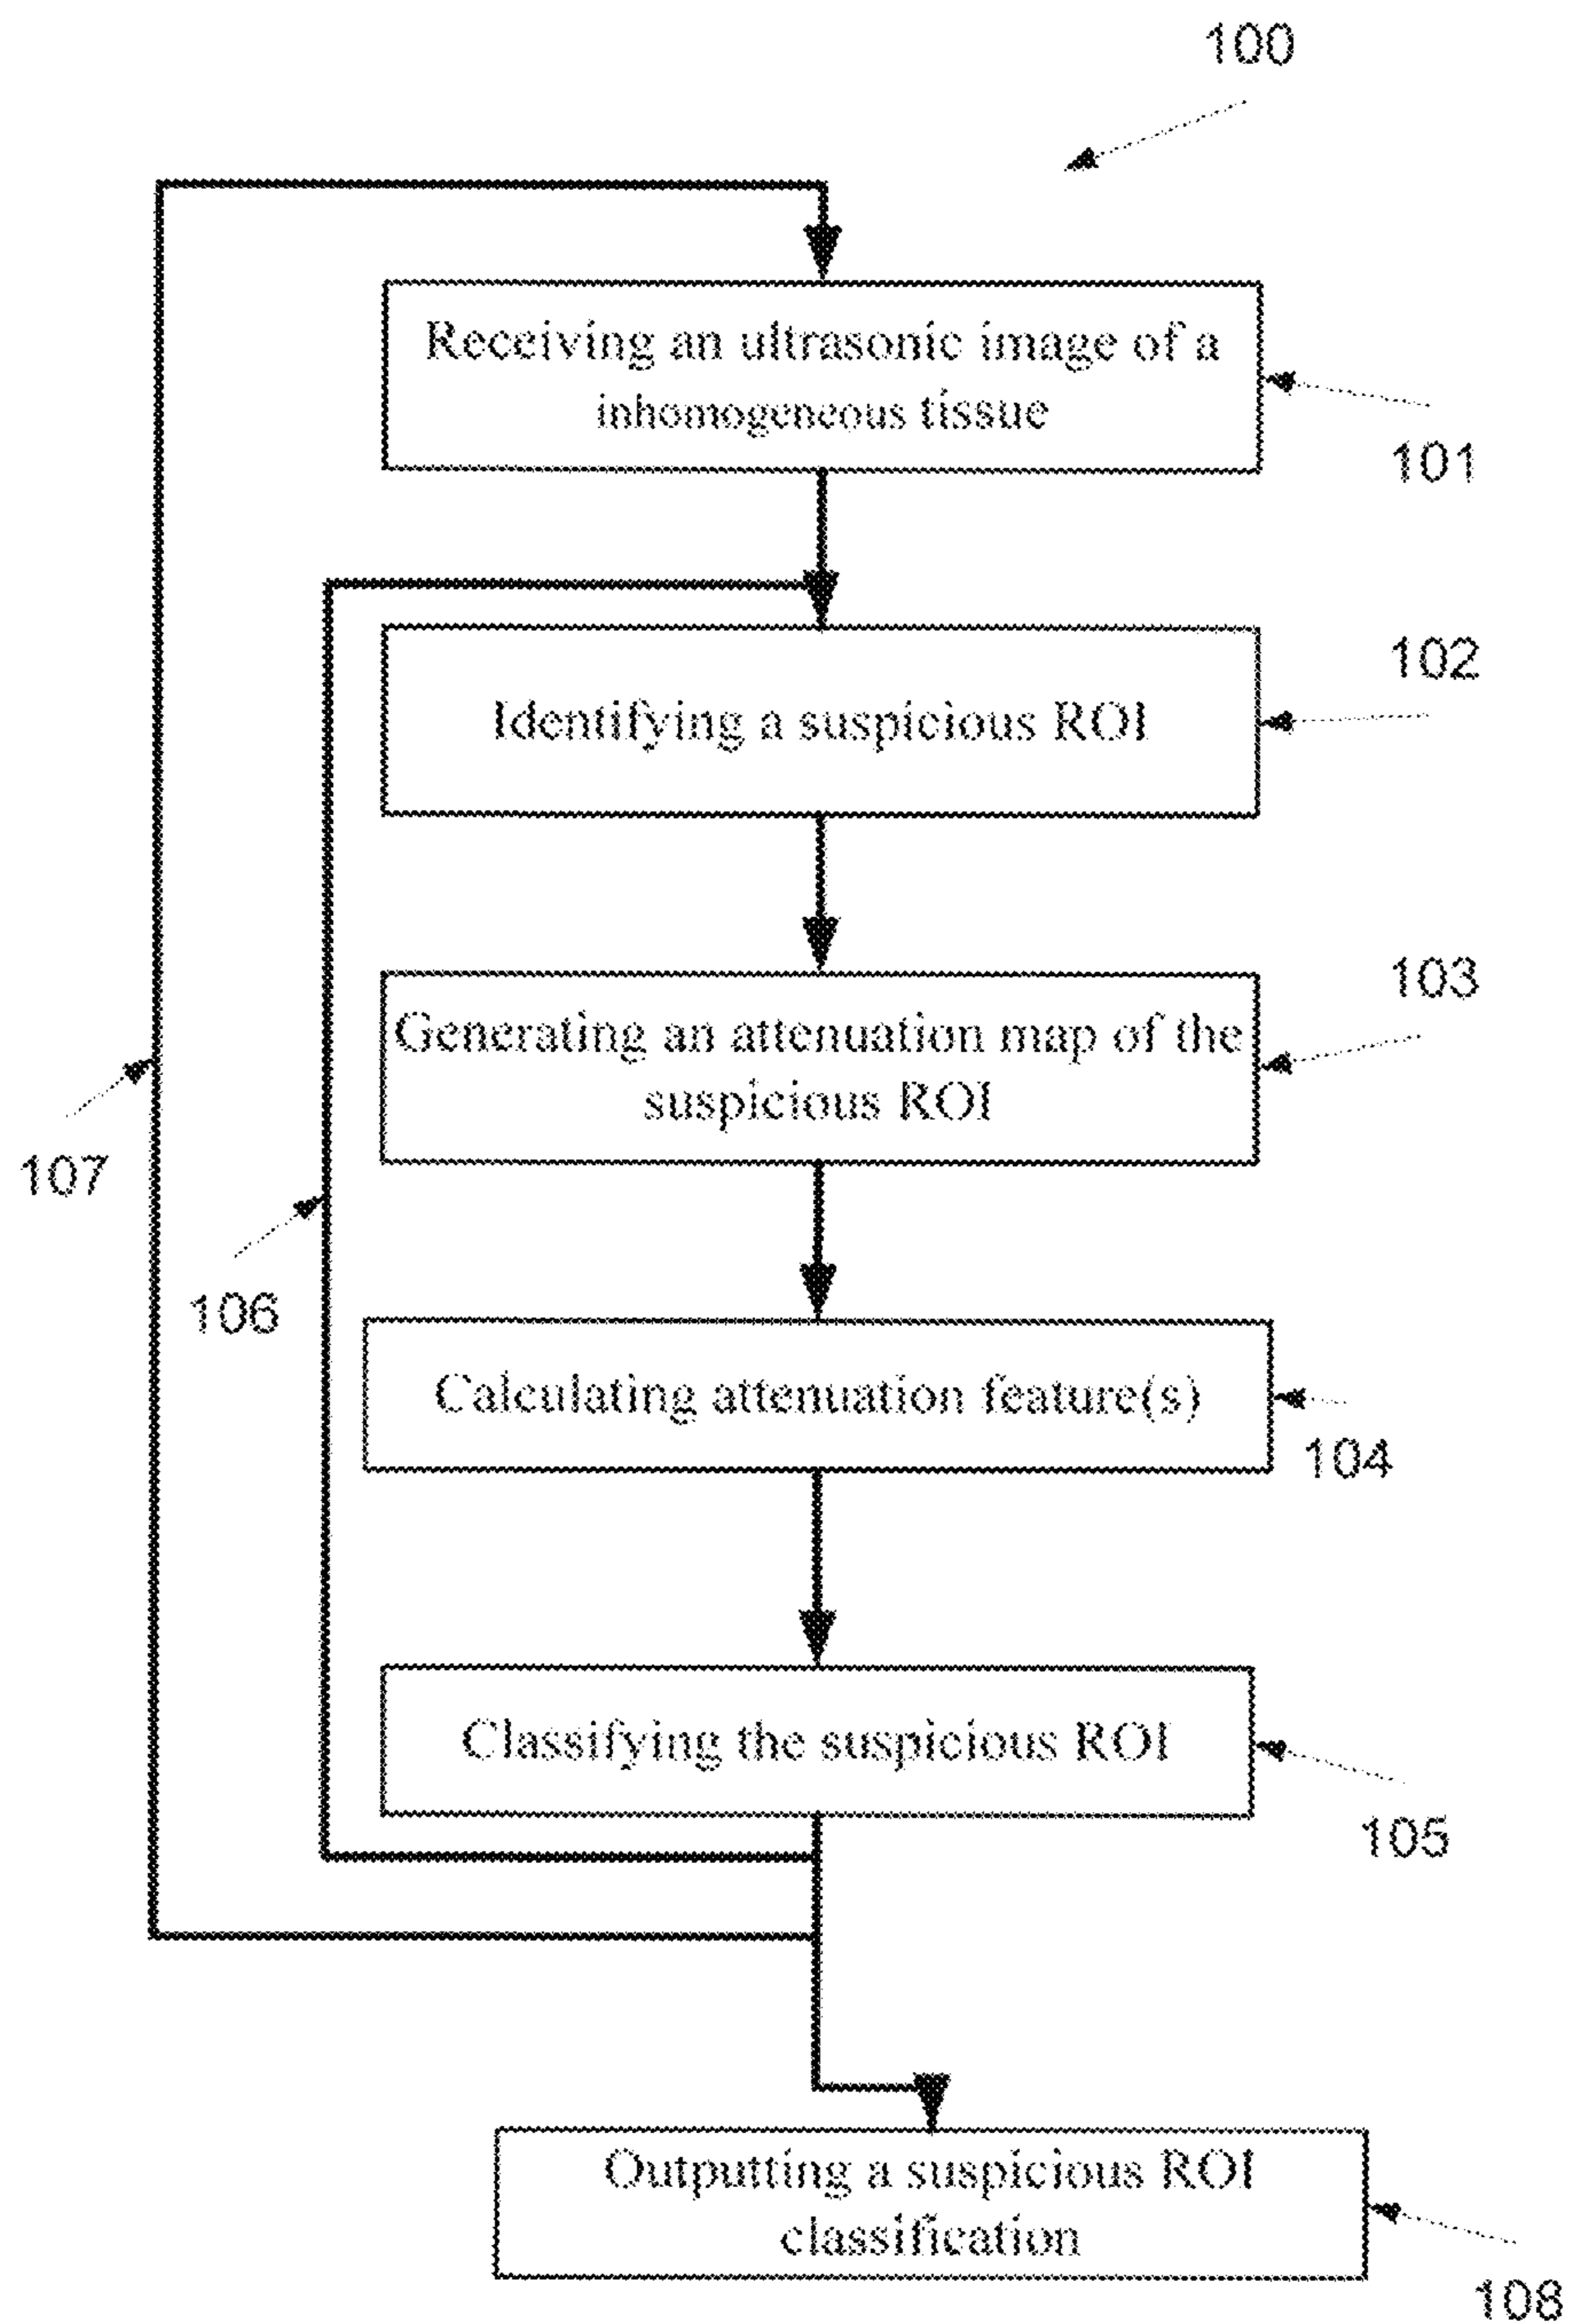 100
Receiving an ultrasonic image of a
inhomogeneous tissue
101
102
Identifying a suspicious ROI
103
Generating an attenuation map of the
suspicious ROI
107
106
Calculating attenuation feature(s)
104
Classifying the suspicious ROI
105
Outputting a suspicious ROI
classification
108